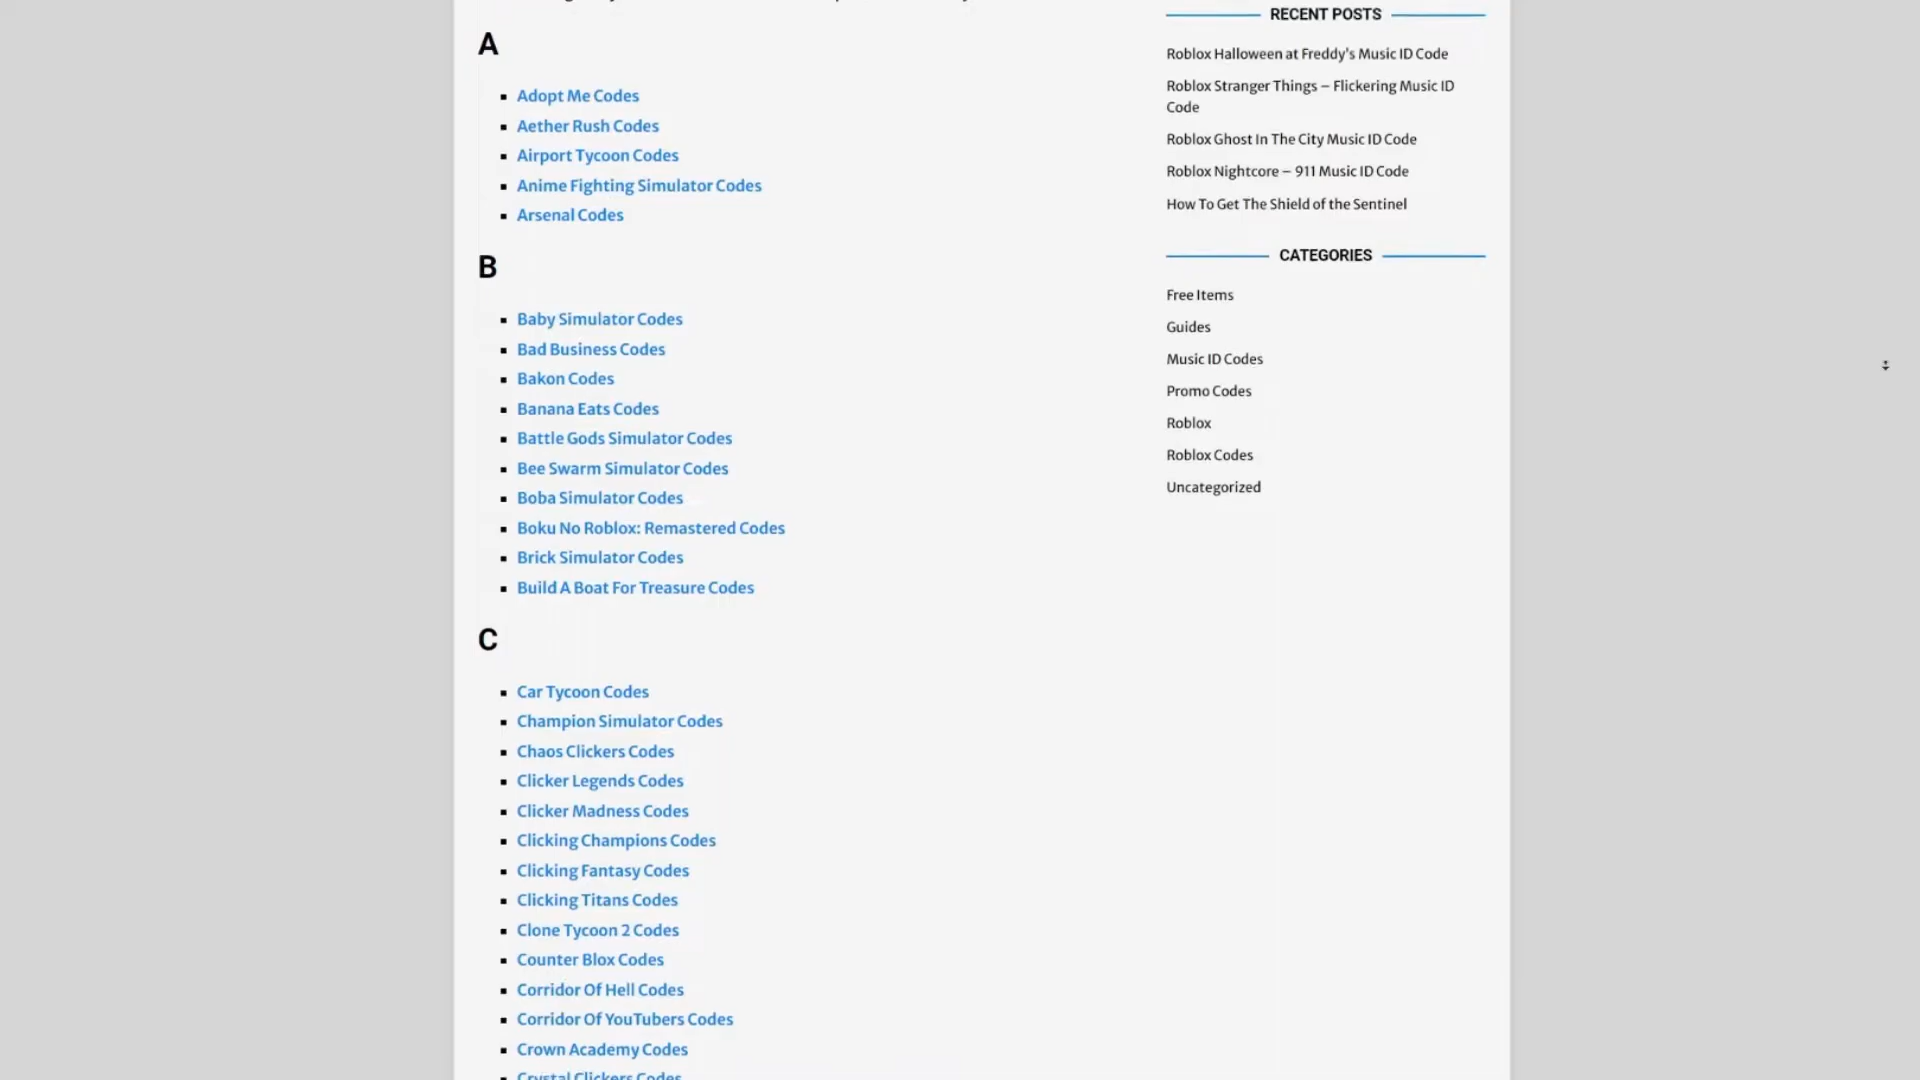 A
Adopt Me Codes
Aether Rush Codes
Airport Tycoon Codes
Anime Fighting Simulator Codes
Arsenal Codes
B
Baby Simulator Codes
Bad Business Codes
Bakon Codes
Banana Eats Codes
Battle Gods Simulator Codes
Bee Swarm Simulator Codes
Boba Simulator Codes
Boku No Roblox: Remastered Codes
Brick Simulator Codes
Build A Boat For Treasure Codes
C
Car Tycoon Codes
Champion Simulator Codes
Chaos Clickers Codes
Clicker Legends Codes
Clicker Madness Codes
Clicking Champions Codes
Clicking Fantasy Codes
Clicking Titans Codes
Clone Tycoon 2 Codes
Counter Blox Codes
Corridor Of Hell Codes
Corridor Of YouTubers Codes
Crown Academy Codes
Crystal Clickers Codes
RECENT POSTS
Roblox Halloween at Freddy's Music ID Code
Roblox Stranger Things – Flickering Music ID
Code
Roblox Ghost In The City Music ID Code
Roblox Nightcore – 911 Music ID Code
How To Get The Shield of the Sentinel
CATEGORIES
Free Items
Guides
Music ID Codes
Promo Codes
Roblox
Roblox Codes
Uncategorized